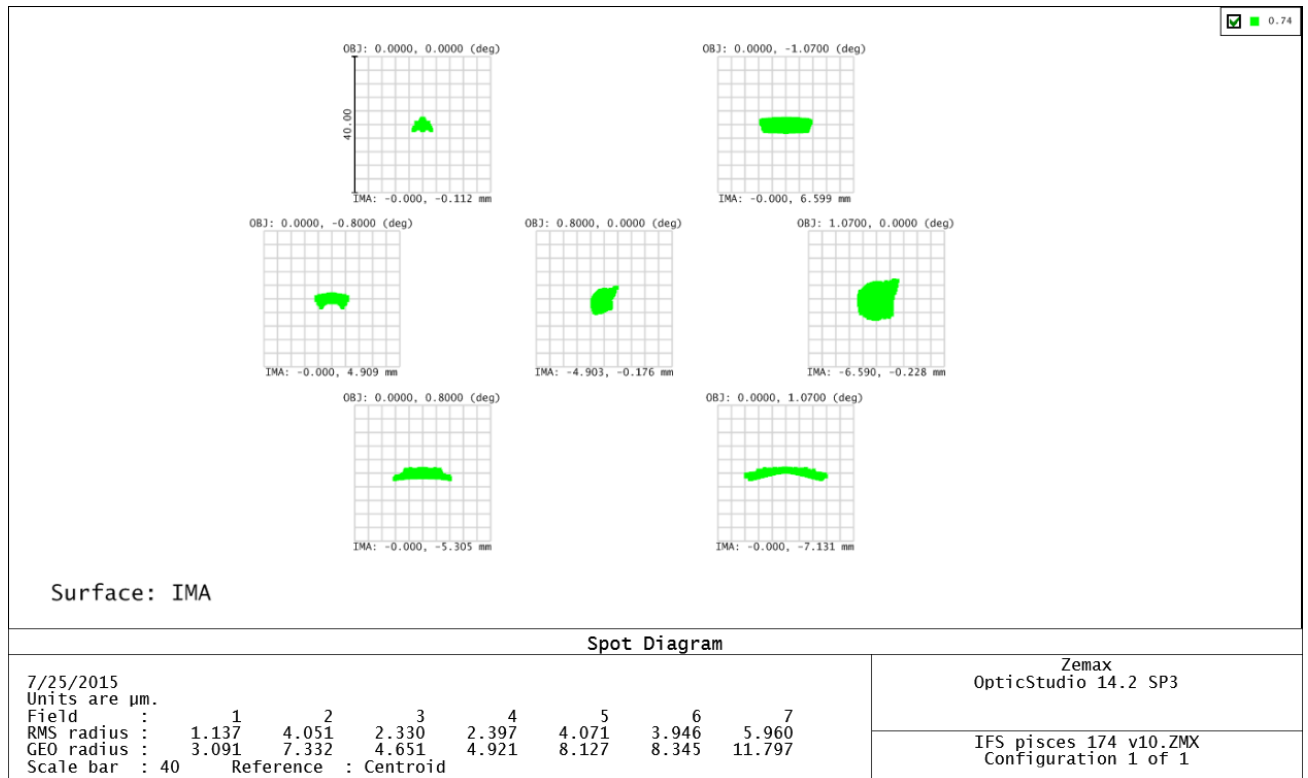 0.74
OBJ: 0.0000, 0.0000 (deg)
OBJ: 0.0000, -1.0700 (deg)
40.00
IMA: -0.000, -0.112 mm
IMA: -0.000, 6.599 mm
OBJ: 0.0000, -0.8000 (deg)
OBJ: 0.8000, 0.0000 (deg)
OBJ: 1.0700, 0.0000 (deg)
IMA: -0.000, 4.909 mm
IMA: -4.903, -0.176 mm
IMA: -6.590, -0.228 mm
OBJ: 0.0000, 0.8000 (deg)
OBJ: 0.0000, 1.0700 (deg)
IMA: -0.000, -5.305 mm
IMA: -0.000, -7.131 mm
Surface: IMA
Spot Diagram
7/25/2015
Units are µm.
Field : 1 2 3 4 5 6 7
RMS radius : 1.137 4.051 2.330 2.397 4.071 3.946 5.960
GEO radius : 3.091 7.332 4.651 4.921 8.127 8.345 11.797
Scale bar : 40 Reference : Centroid
Zemax
OpticStudio 14.2 SP3
IFS pisces 174 v10.ZMX
Configuration 1 of 1